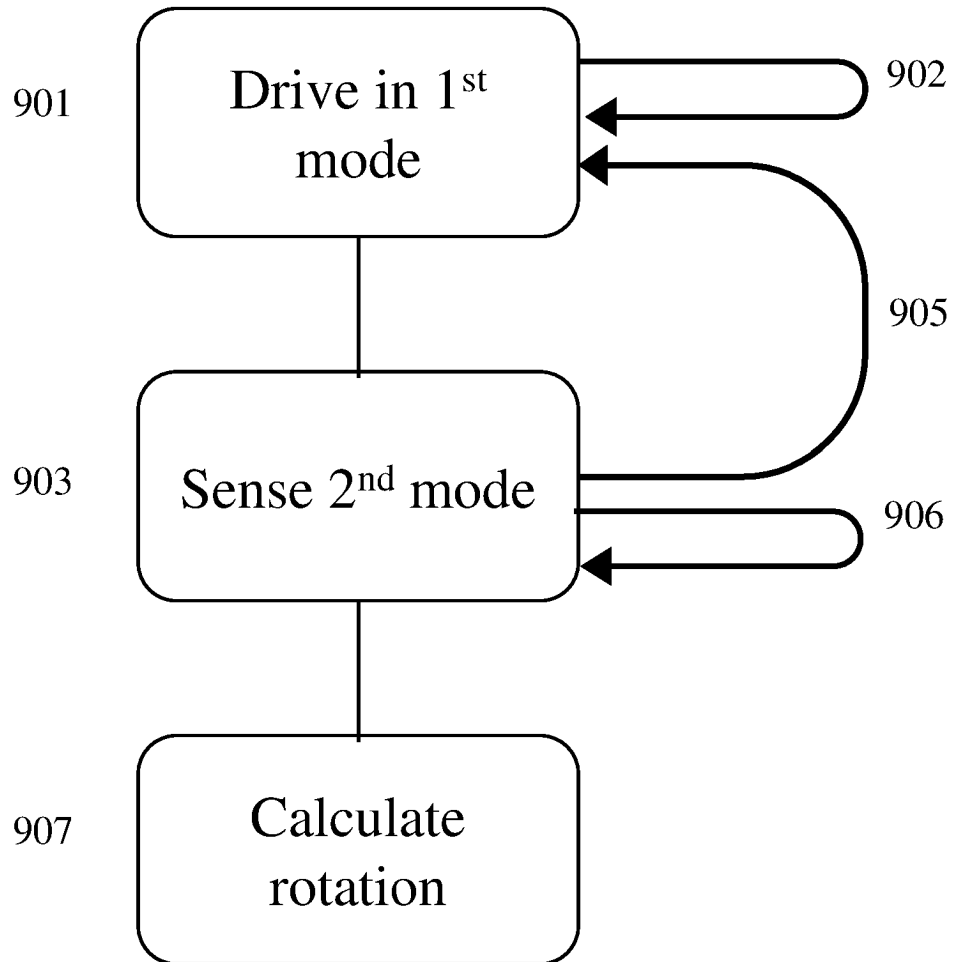 901
Drive in 1st
mode
902
905
903
Sense 2nd mode
906
907
Calculate
rotation